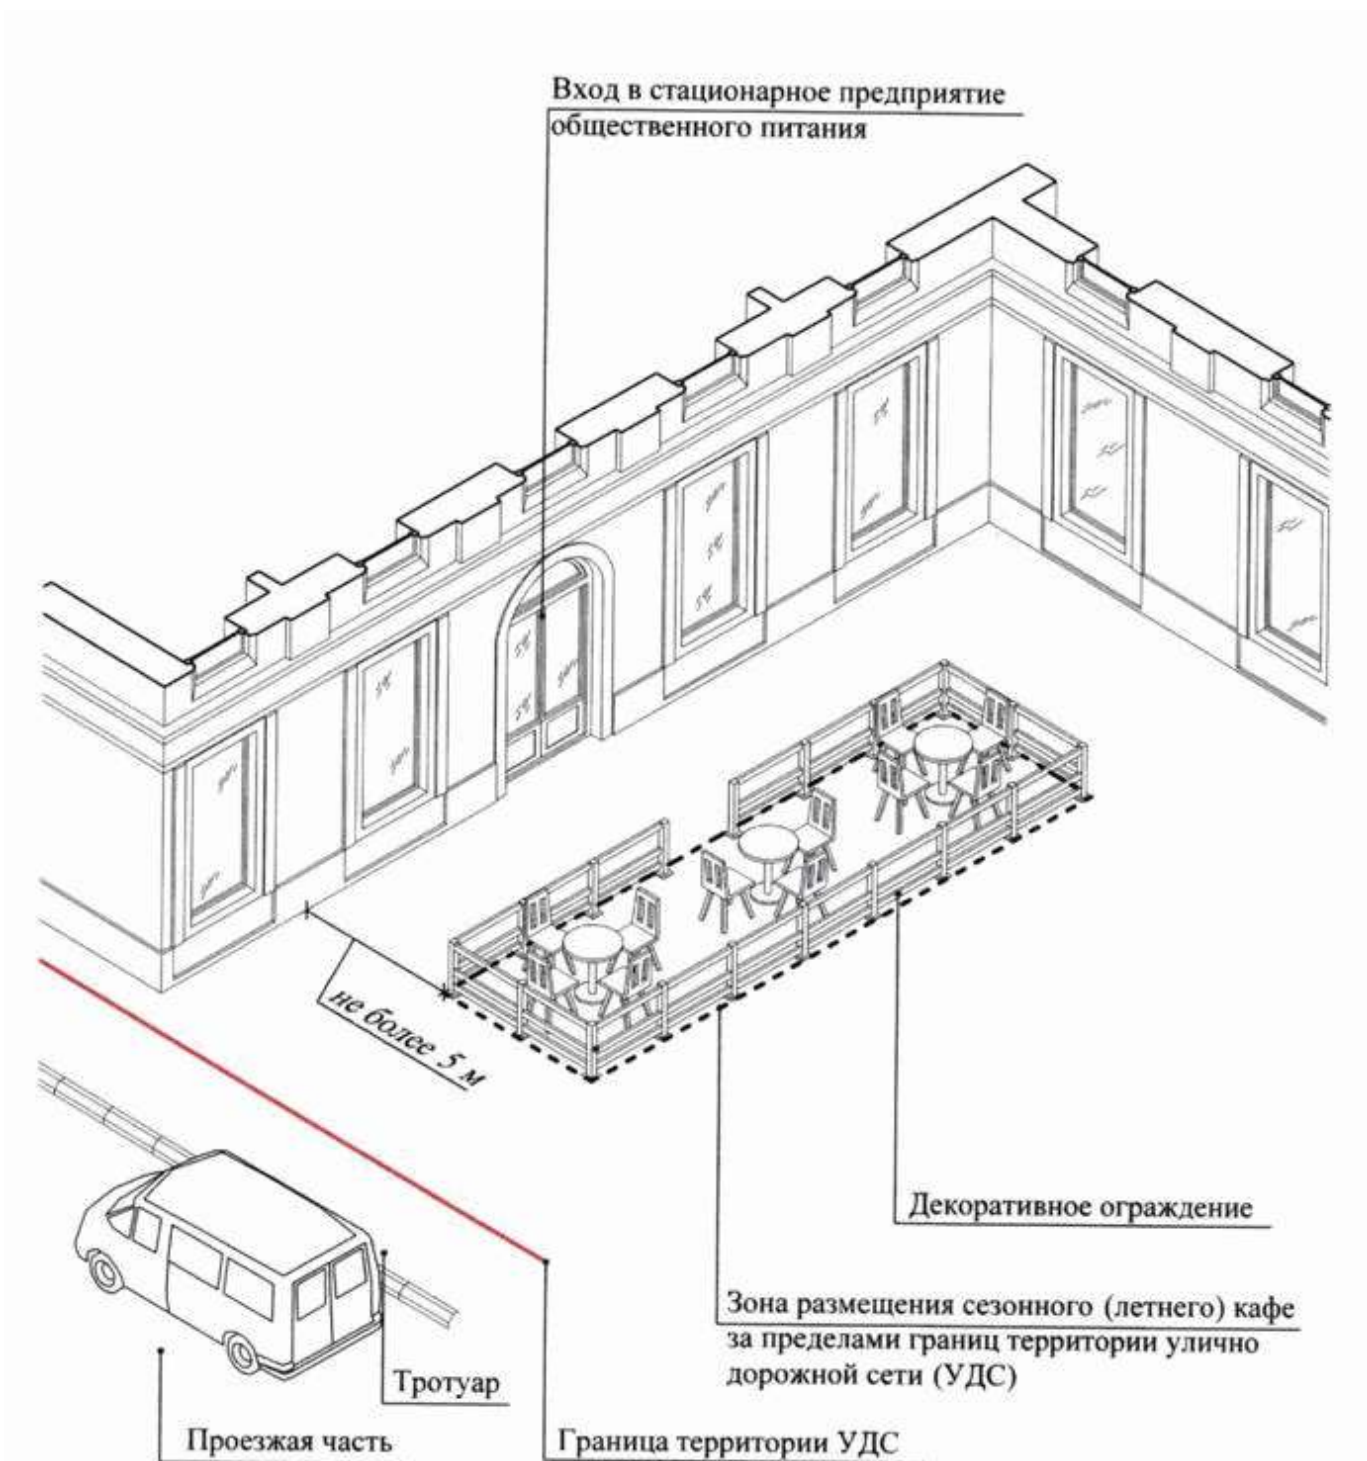 Вход в стационарное предприятие
общественного питания
не более 5 м
Декоративное ограждение
Зона размещения сезонного (летнего) кафе
за пределами границ территории улично
дорожной сети (УДС)
Тротуар
Проезжая часть
Граница территории УДС